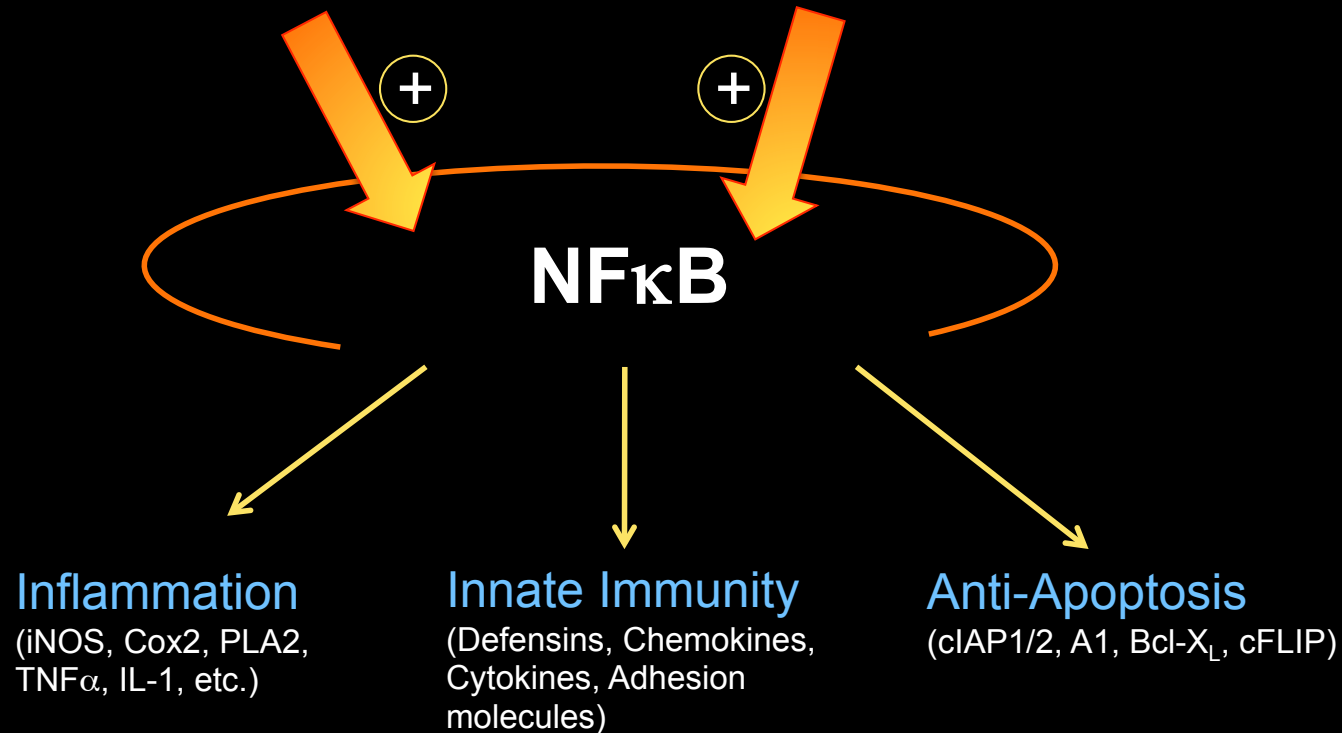 + +
NFκB
Inflammation
(iNOS, Cox2, PLA2,
TNFα, IL-1, etc.)
Innate Immunity
(Defensins, Chemokines,
Cytokines, Adhesion
molecules)
Anti-Apoptosis
(cIAP1/2, A1, Bcl-XL, cFLIP)